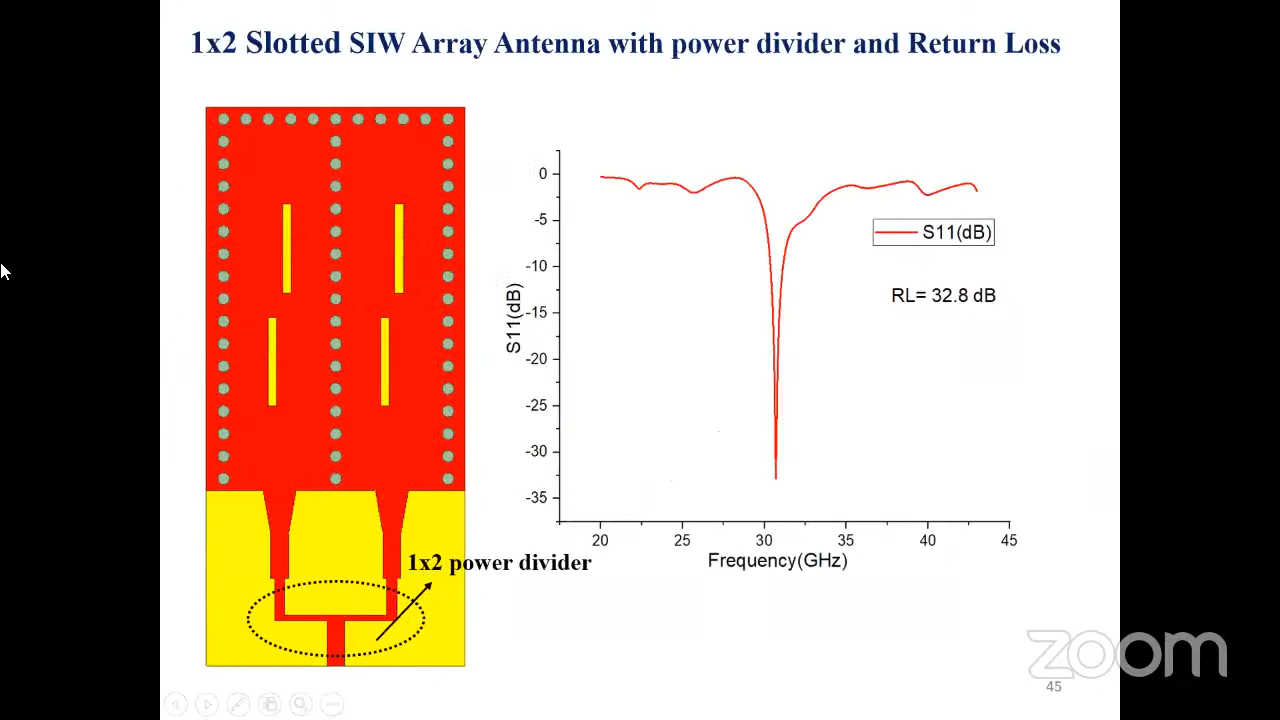 1x2 Slotted SIW Array Antenna with power divider and Return Loss
0
-5
-10
-15
-20
-25
-30
-35
S11(dB)
S11(dB)
RL= 32.8 dB
20 25 30 35 40 45
Frequency(GHz)
1x2 power divider
zoom
45